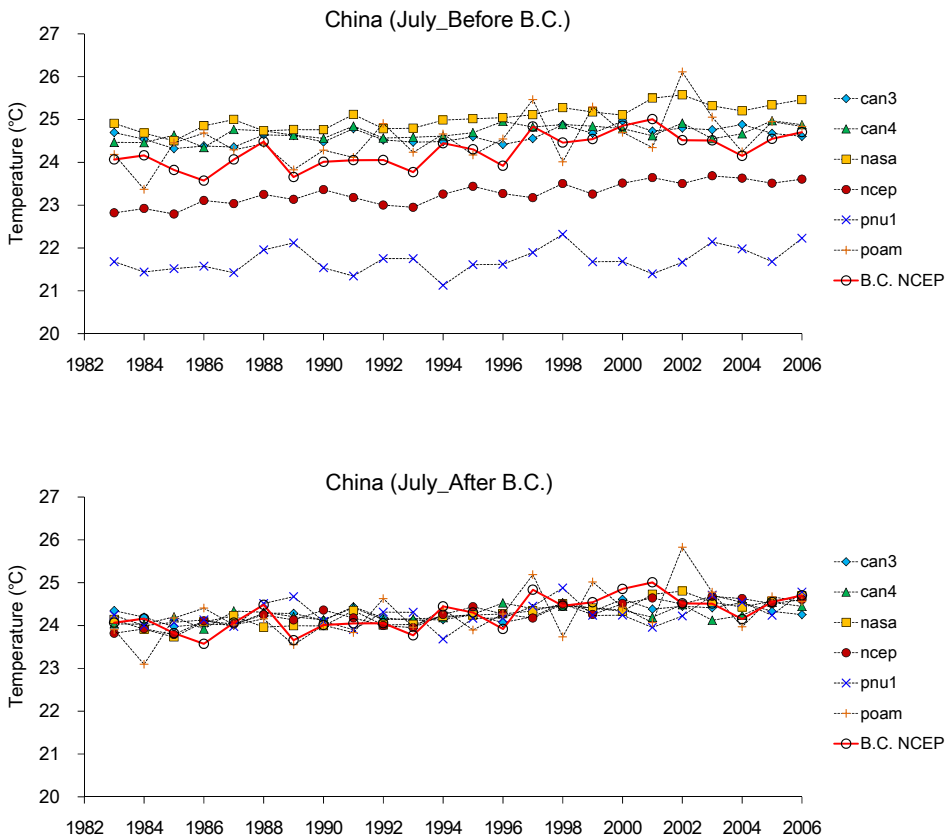 China (July_Before B.C.)
27
26
25
24
23
22
21
20
Temperature (°C)
1982 1984 1986 1988 1990 1992 1994 1996 1998 2000 2002 2004 2006
can3
can4
nasa
ncep
pnu1
poam
B.C. NCEP
China (July_After B.C.)
27
26
25
24
23
22
21
20
Temperature (°C)
1982 1984 1986 1988 1990 1992 1994 1996 1998 2000 2002 2004 2006
can3
can4
nasa
ncep
pnu1
poam
B.C. NCEP